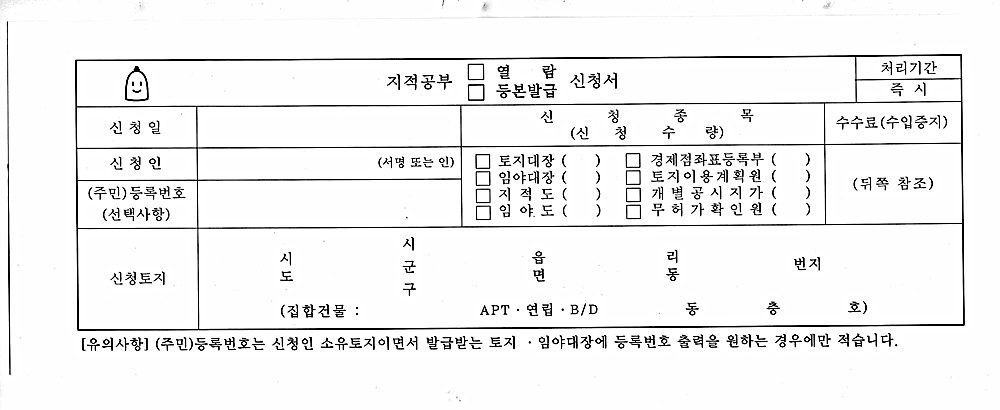 지적공부 □ 열 람 신청서
□ 등본발급
처리기간
즉 시
신 청 일
신 청 종 목
(신 청 수 량)
수수료(수입증지)
신 청 인
(서명 또는 인)
(주민)등록번호
(선택사항)
□ 토지대장 ( ) □ 경제점좌표등록부 ( )
□ 임야대장 ( ) □ 토지이용계획원 ( )
□ 지 적 도 ( ) □ 개 별 공 시 지 가 ( )
□ 임 야 도 ( ) □ 무 허 가 확 인 원 ( )
(뒤쪽 참조)
신청토지
시 시 읍 리 번지
도 군 면 동
구
(집합건물 : APT · 연립 · B/D 동 층 호)
[유의사항] (주민)등록번호는 신청인 소유토지이면서 발급받는 토지 · 임야대장에 등록번호 출력을 원하는 경우에만 적습니다.